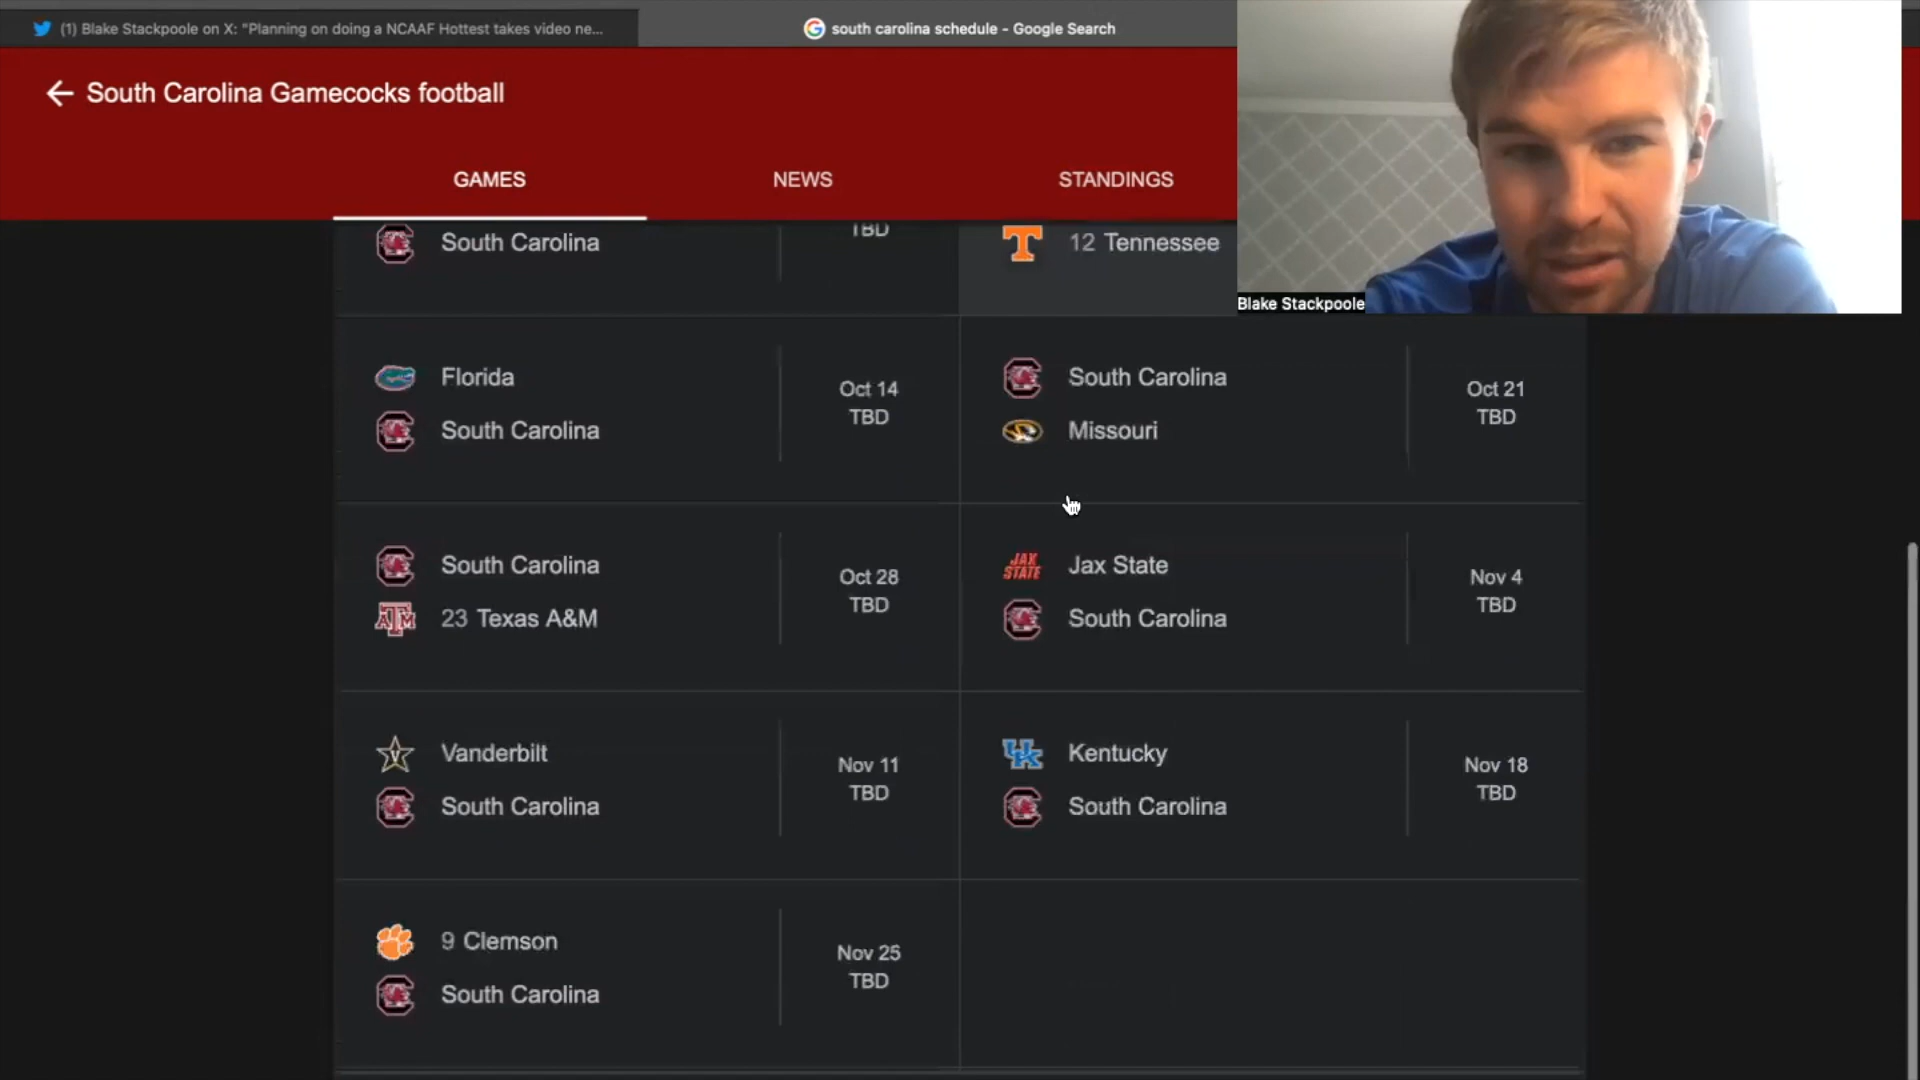 (1) Blake Stackpoole on X: "Planning on doing a NCAAF Hottest takes video ne...
south carolina schedule - Google Search
South Carolina Gamecocks football
GAMES
NEWS
STANDINGS
Blake Stackpoole
South Carolina
TBD
12 Tennessee
Florida
South Carolina
Oct 14
TBD
South Carolina
Missouri
Oct 21
TBD
South Carolina
23 Texas A&M
Oct 28
TBD
JAX
STATE
Jax State
South Carolina
Nov 4
TBD
Vanderbilt
South Carolina
Nov 11
TBD
Kentucky
South Carolina
Nov 18
TBD
9 Clemson
South Carolina
Nov 25
TBD